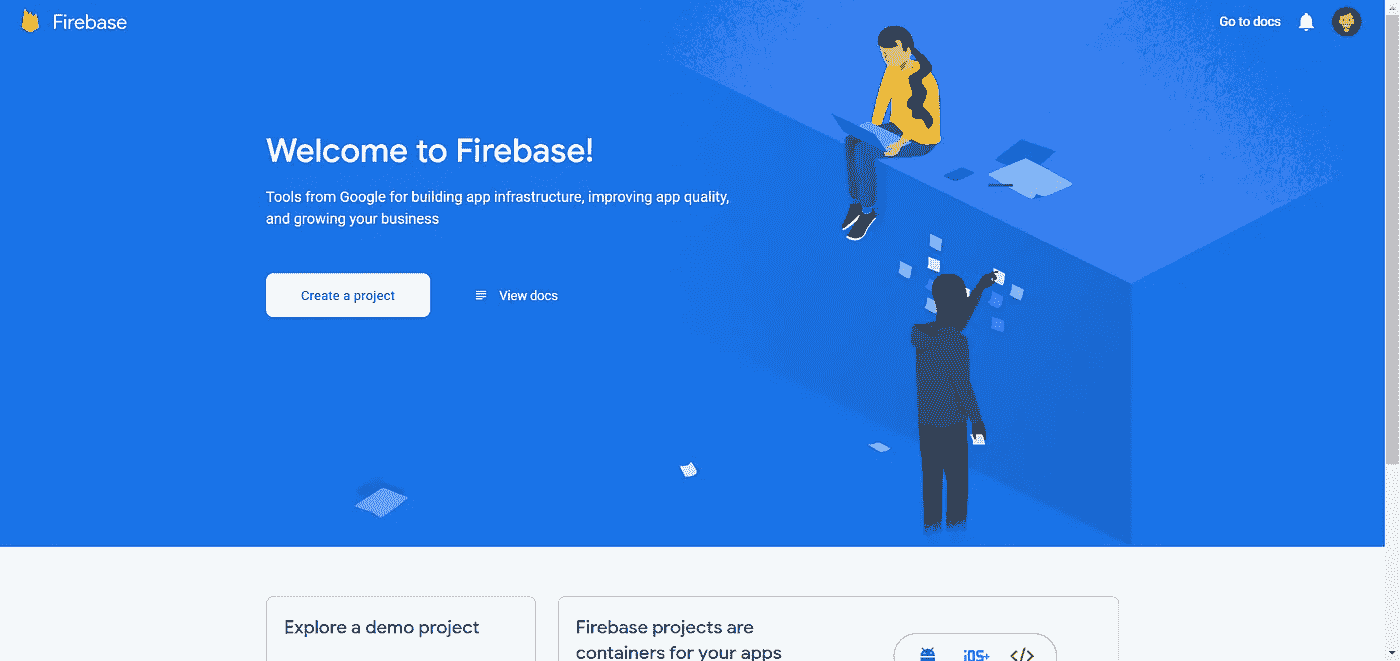 Firebase
Go to docs
Welcome to Firebase!
Tools from Google for building app infrastructure, improving app quality,
and growing your business
Create a project
View docs
Explore a demo project
Firebase projects are
containers for your apps
iOS+
</>